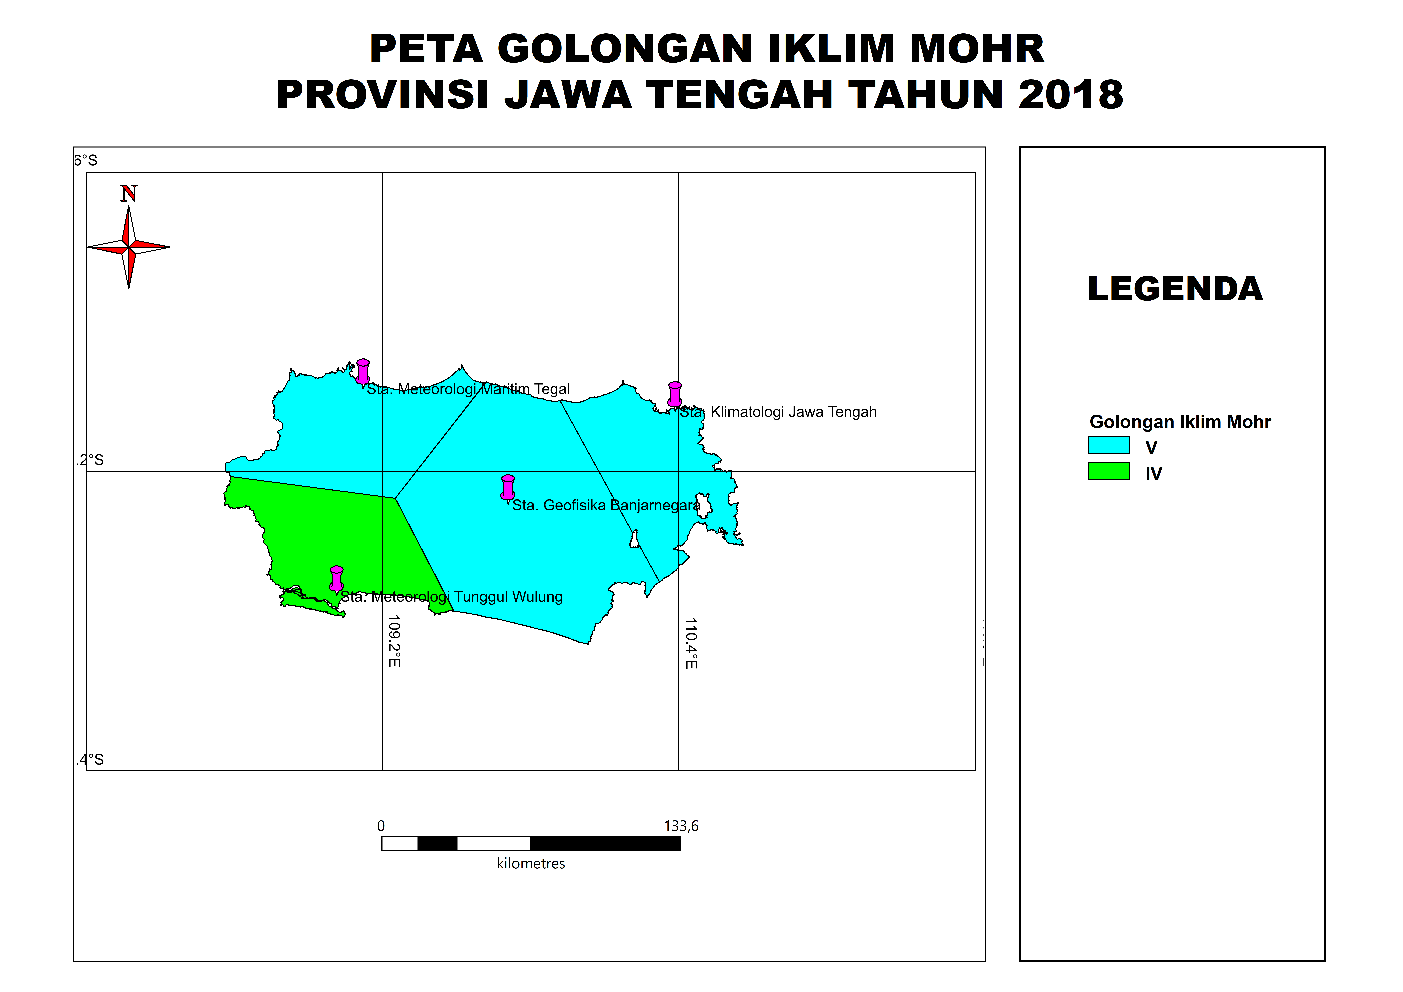 PETA GOLONGAN IKLIM MOHR
PROVINSI JAWA TENGAH TAHUN 2018
6°S
N
LEGENDA
Sta. Meteorologi Maritim Tegal
Sta. Klimatologi Jawa Tengah
Golongan Iklim Mohr
V
.2°S
IV
Sta. Geofisika Banjarnegara
Sta. Meteorologi Tunggul Wulung
109.2°E
110.4°E
.4°S
0
133,6
kilometres